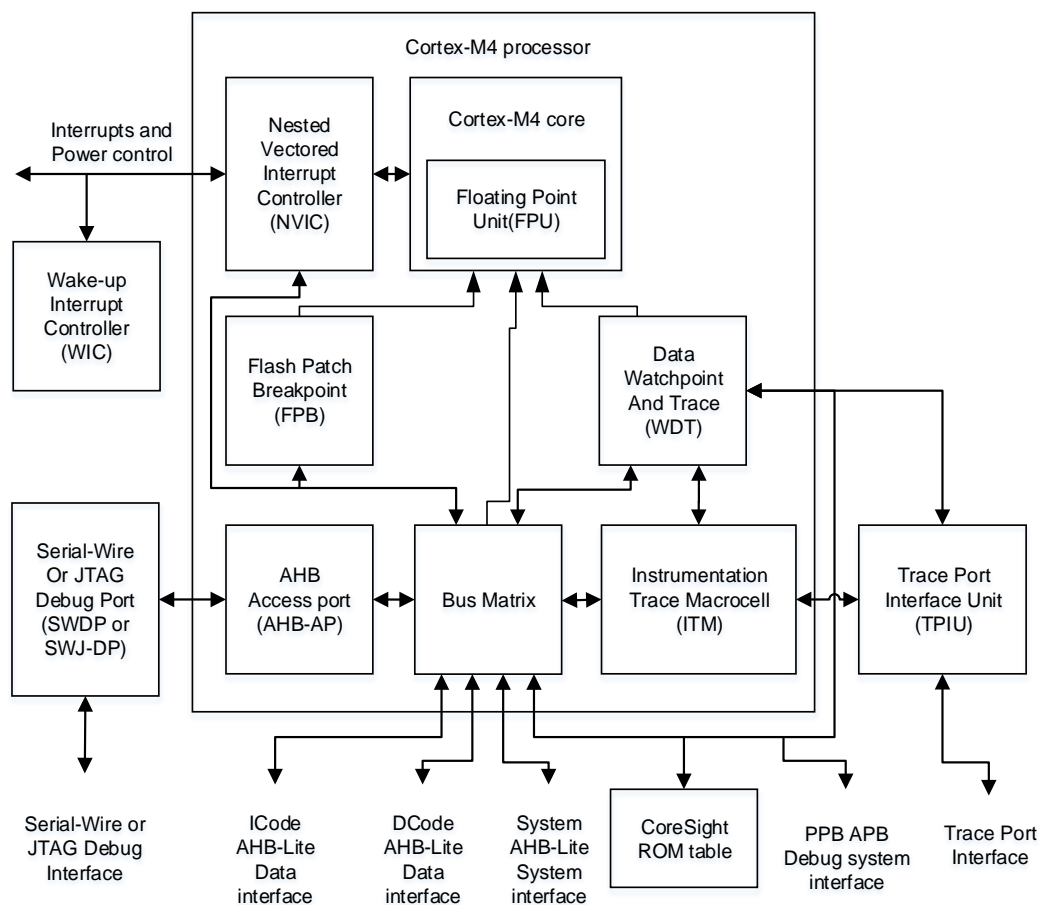 Cortex-M4 processor
Interrupts and
Power control
Nested
Vectored
Interrupt
Controller
(NVIC)
Cortex-M4 core
Floating Point
Unit(FPU)
Wake-up
Interrupt
Controller
(WIC)
Flash Patch
Breakpoint
(FPB)
Data
Watchpoint
And Trace
(WDT)
Serial-Wire
Or JTAG
Debug Port
(SWDP or
SWJ-DP)
AHB
Access port
(AHB-AP)
Bus Matrix
Instrumentation
Trace Macrocell
(ITM)
Trace Port
Interface Unit
(TPIU)
Serial-Wire or
JTAG Debug
Interface
ICode
AHB-Lite
Data
interface
DCode
AHB-Lite
Data
interface
System
AHB-Lite
System
interface
CoreSight
ROM table
PPB APB
Debug system
interface
Trace Port
Interface